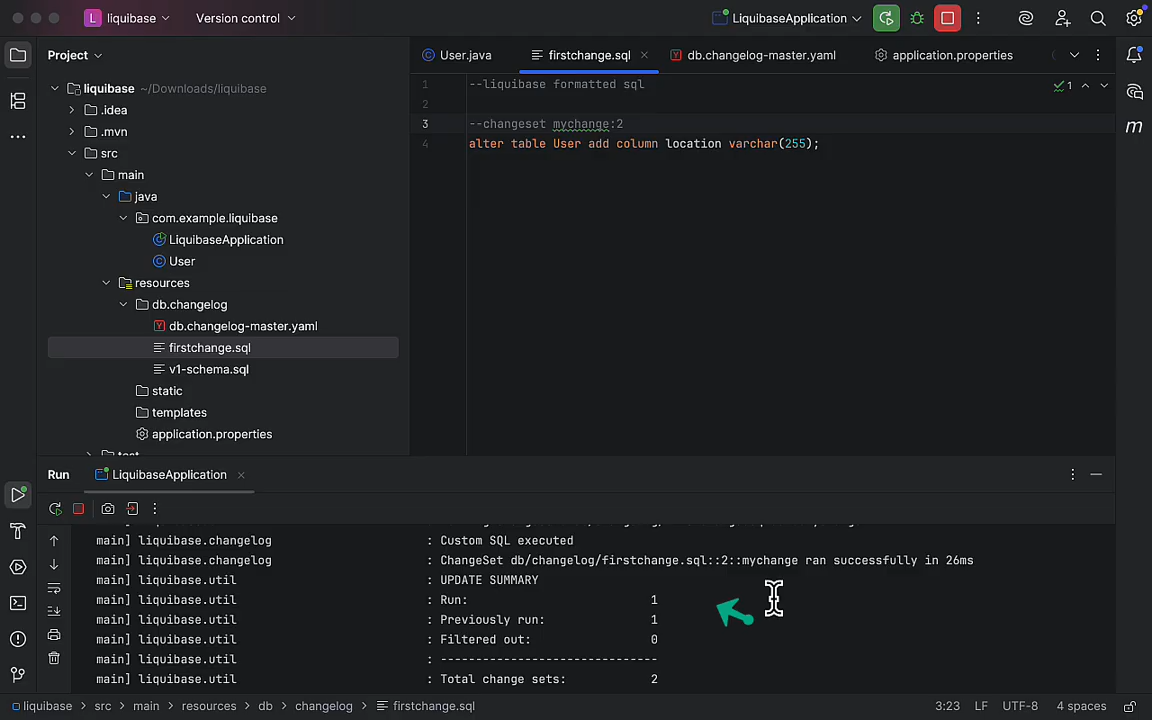 L liquibase Version control LiquibaseApplication
Project
liquibase ~/Downloads/liquibase
.idea
.mvn
src
main
java
com.example.liquibase
LiquibaseApplication
User
resources
db.changelog
db.changelog-master.yaml
firstchange.sql
v1-schema.sql
static
templates
application.properties
User.java firstchange.sql db.changelog-master.yaml application.properties
1 --liquibase formatted sql
2
3 --changeset mychange:2
4 alter table User add column location varchar(255);
1
m
Run LiquibaseApplication
main] liquibase.changelog : Custom SQL executed
main] liquibase.changelog : ChangeSet db/changelog/firstchange.sql::2::mychange ran successfully in 26ms
main] liquibase.util : UPDATE SUMMARY
main] liquibase.util : Run: 1
main] liquibase.util : Previously run: 1
main] liquibase.util : Filtered out: 0
main] liquibase.util : -------------------------------
main] liquibase.util : Total change sets: 2
liquibase > src > main > resources > db > changelog > firstchange.sql 3:23 LF UTF-8 4 spaces